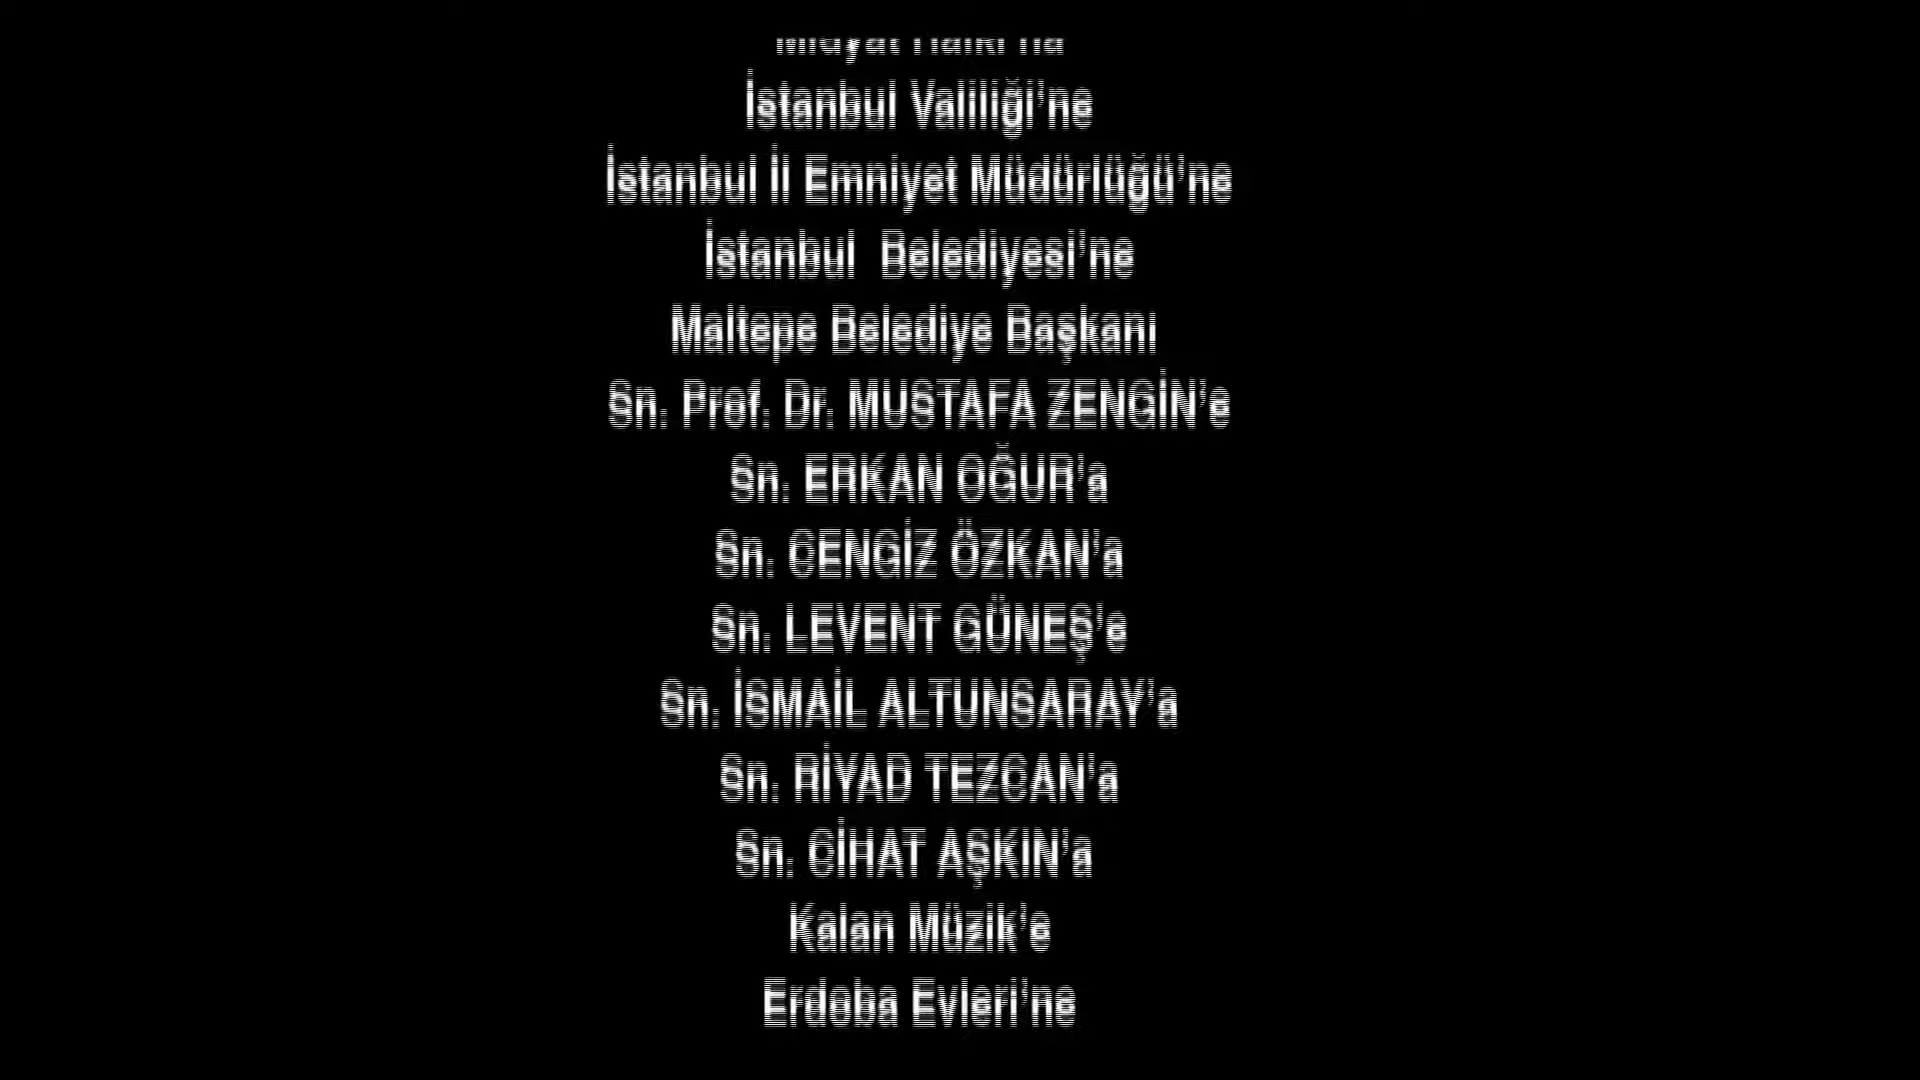 İstanbul Valiliği'ne
İstanbul İl Emniyet Müdürlüğü'ne
İstanbul Belediyesi'ne
Maltepe Belediye Başkanı
Sn. Prof. Dr. MUSTAFA ZENGİN'e
Sn. ERKAN OĞUR'a
Sn. CENGİZ ÖZKAN'a
Sn. LEVENT GÜNEŞ'e
Sn. İSMAİL ALTUNSARAY'a
Sn. RİYAD TEZCAN'a
Sn. CİHAT AŞKIN'a
Kalan Müzik'e
Erdoba Evleri'ne